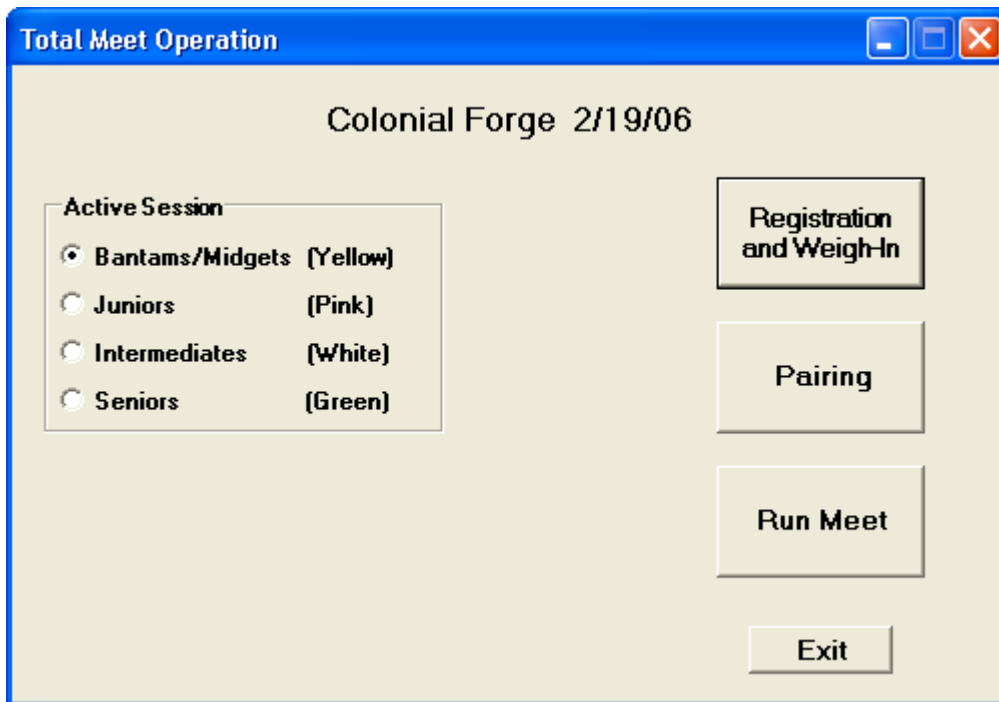 Total Meet Operation
Colonial Forge 2/19/06
Active Session
Bantams/Midgets (Yellow)
Juniors (Pink)
Intermediates (White)
Seniors (Green)
Registration
and Weigh-In
Pairing
Run Meet
Exit